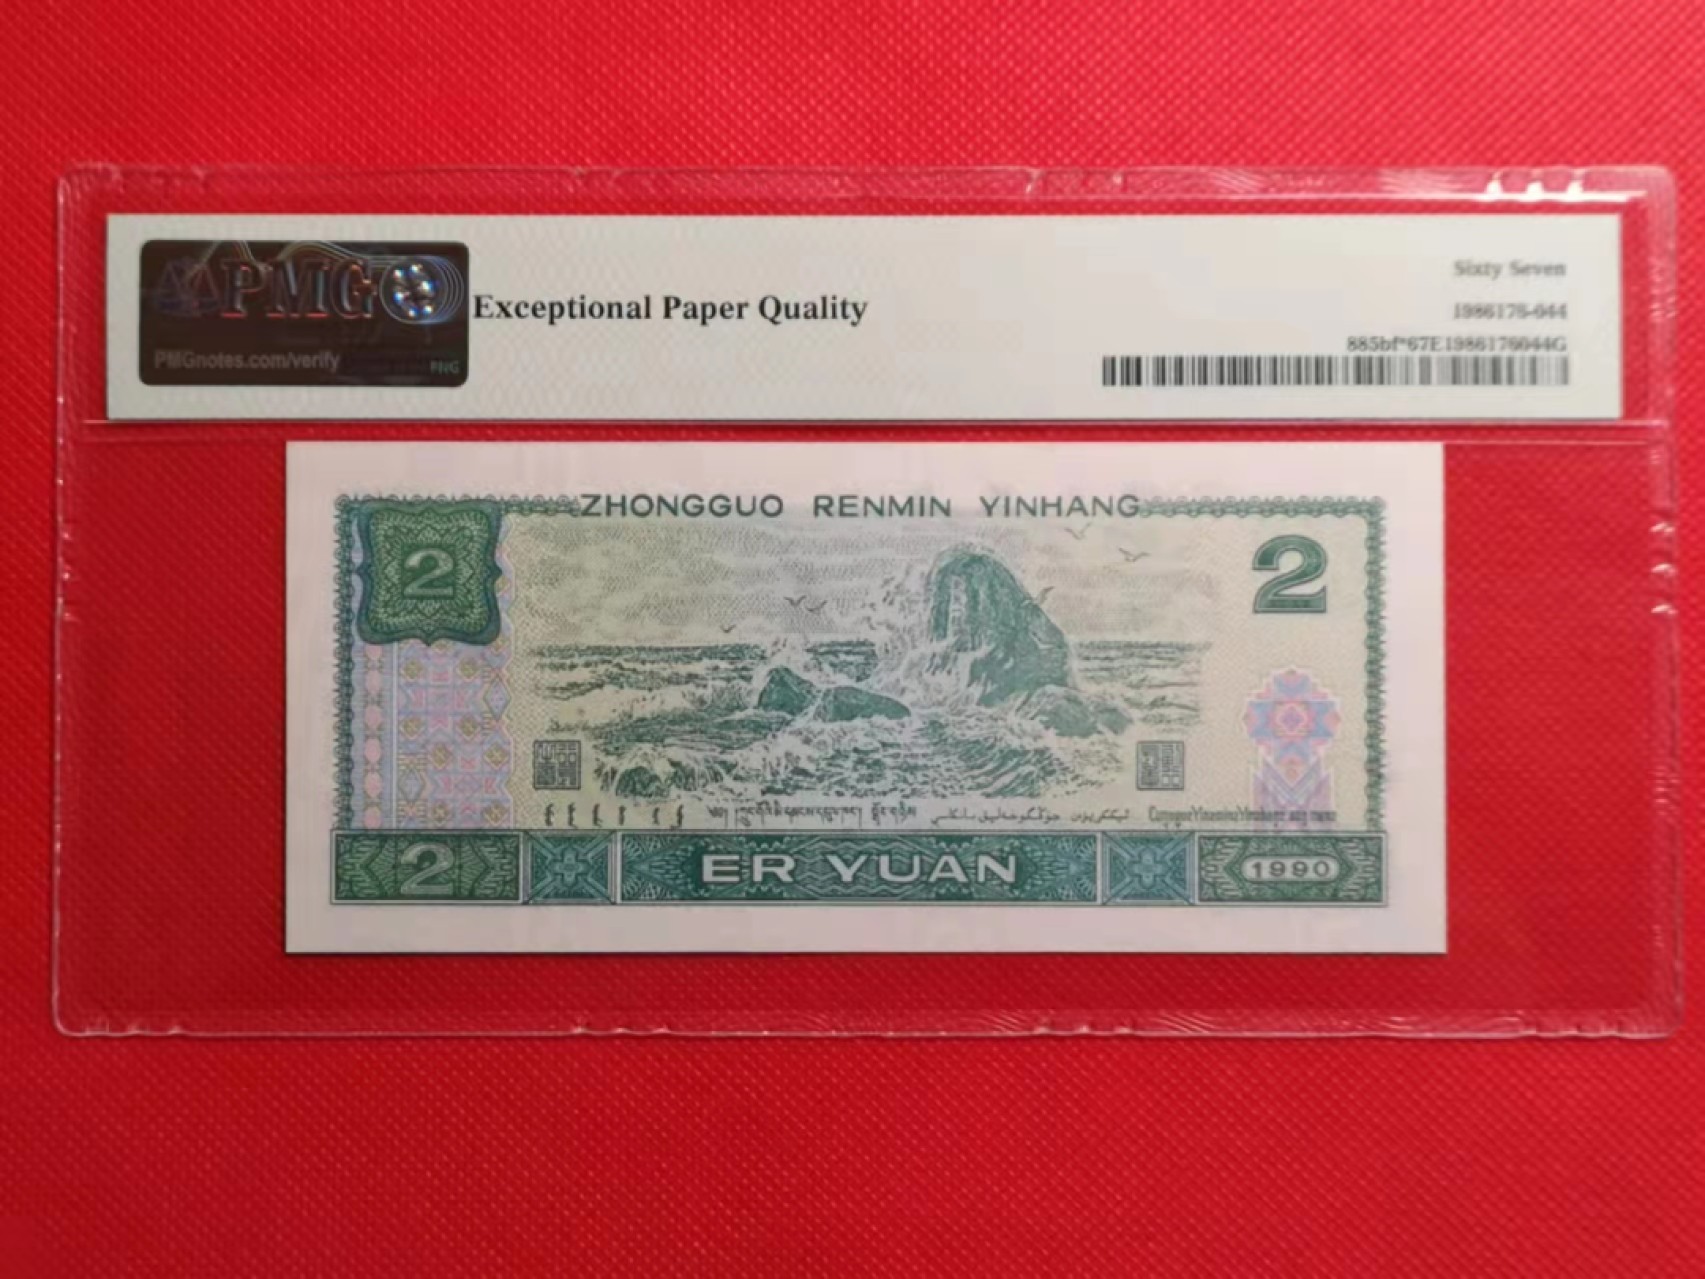 PMG
PMGnotes.com/verify
PNG
Exceptional Paper Quality
Sixty Seven
1986176-044
885bf*67E1986176044G
ZHONGGUO RENMIN YINHANG
2
2
2
ER YUAN
1990